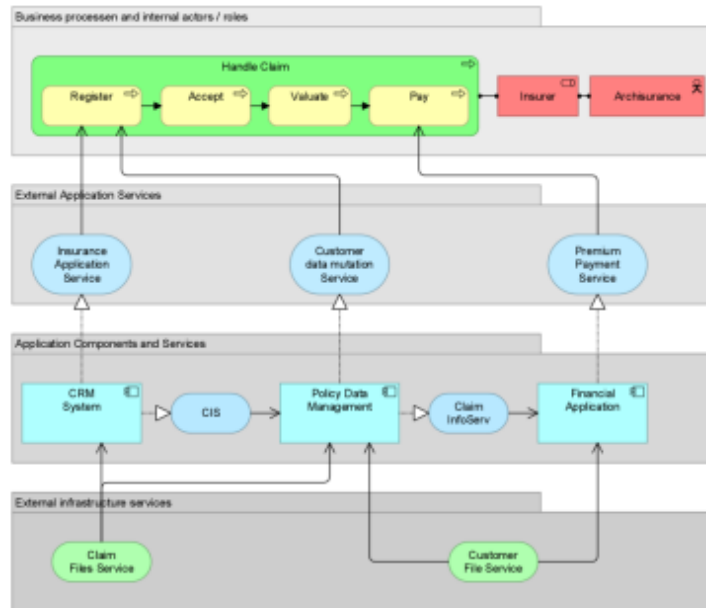 Business processen and internal actors / roles
Handle Claim
Register
Accept
Valuate
Pay
Insurer
Archisurance
External Application Services
Insurance
Application
Service
Customer
data mutation
Service
Premium
Payment
Service
Application Components and Services
CRM
System
CIS
Policy Data
Management
Claim
InfoServ
Financial
Application
External infrastructure services
Claim
Files Service
Customer
File Service